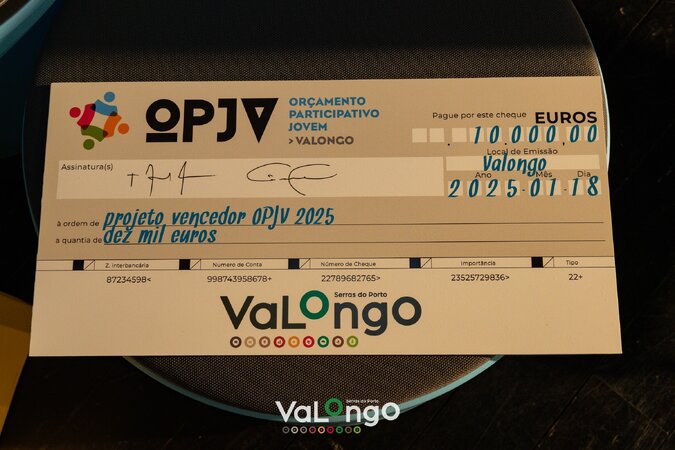 OPJV
ORÇAMENTO
PARTICIPATIVO
JOVEM
> VALONGO
Pague por este cheque EUROS
. 10.000,00
Assinatura(s)
Local de Emissão
Valongo
Ano Mês Dia
2025-01-18
à ordem de projeto vencedor OPJV 2025
a quantia de dez mil euros
Z. Interbancária Numero de Conta Número de Cheque Importância Tipo
87234598< 998743958678+ 22789682765> 23525729836> 22+
Serras do Porto
VaLongo
Serras do Porto
VaLongo